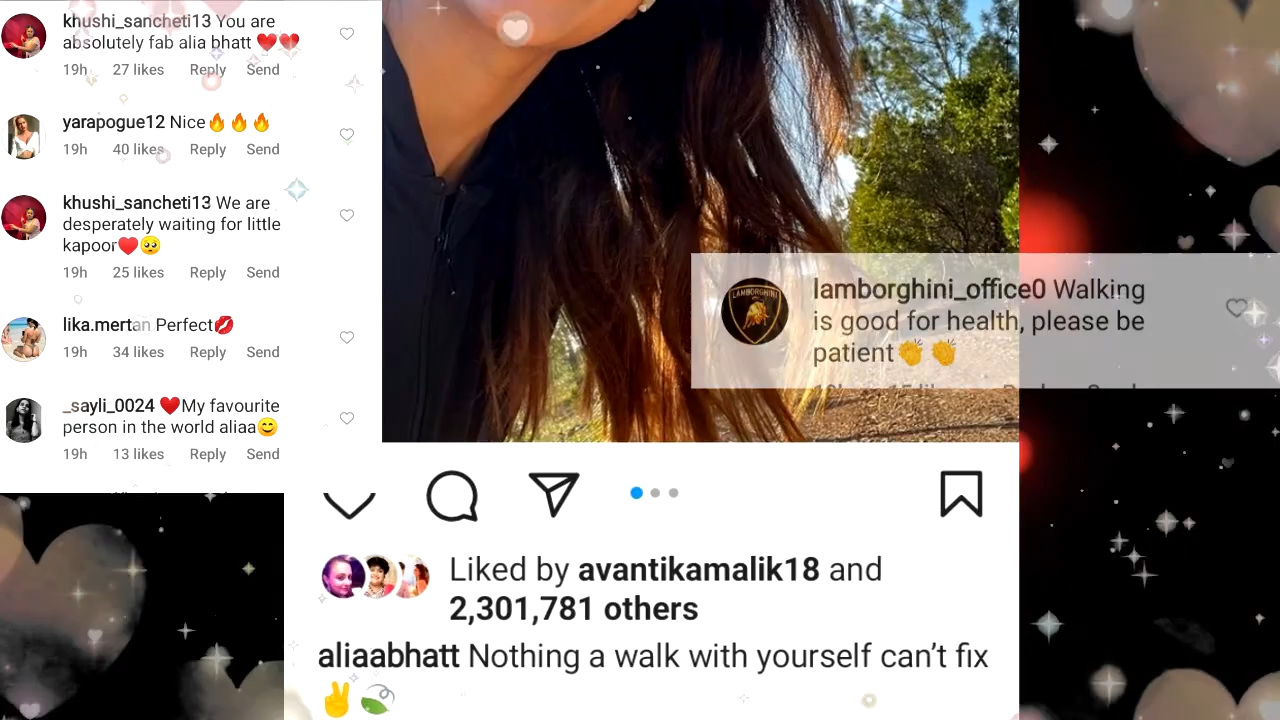 khushi_sancheti13 You are
absolutely fab alia bhatt ❤️❤️
19h 27 likes Reply Send
yarapogue12 Nice🔥🔥🔥
19h 40 likes Reply Send
khushi_sancheti13 We are
desperately waiting for little
kapoor❤️🥺
19h 25 likes Reply Send
lika.mertan Perfect💋
19h 34 likes Reply Send
_sayli_0024 ❤️My favourite
person in the world aliaa😊
19h 13 likes Reply Send
LAMBORGHINI
lamborghini_office0 Walking
is good for health, please be
patient👏👏
Liked by avantikamalik18 and
2,301,781 others
aliaabhatt Nothing a walk with yourself can't fix
✌️🍃